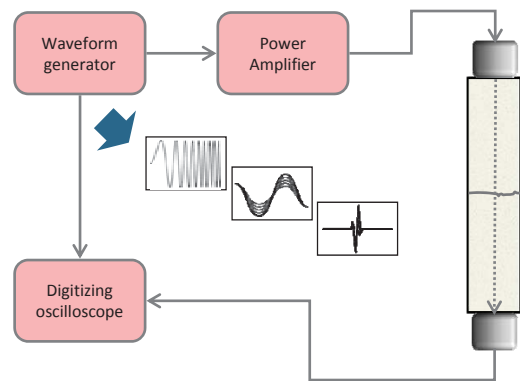 Waveform
generator
Power
Amplifier
Digitizing
oscilloscope